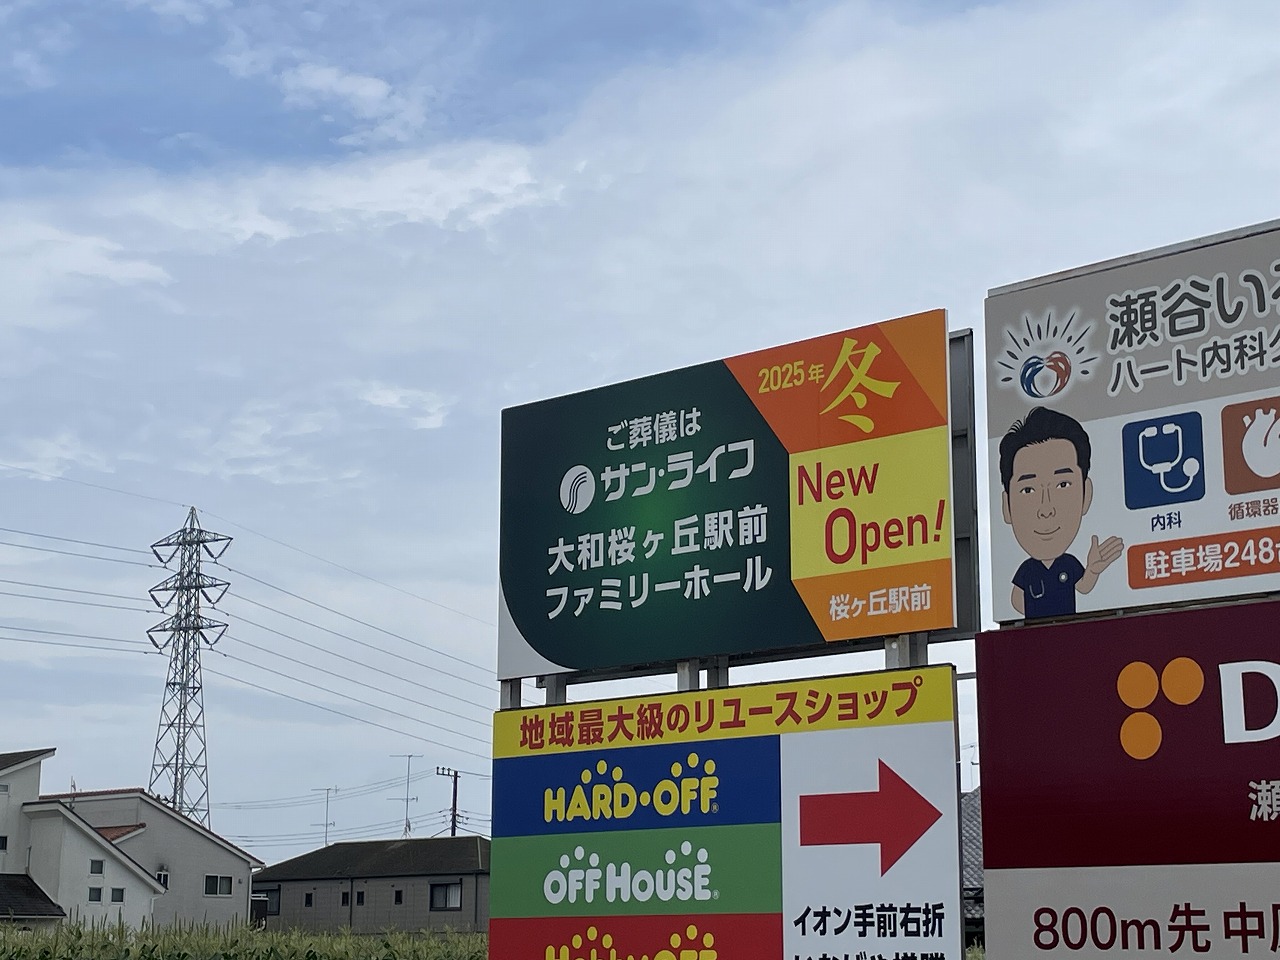 2025年 冬
ご葬儀は
サン・ライフ
大和桜ヶ丘駅前
ファミリーホール
New
Open!
桜ヶ丘駅前
地域最大級のリユースショップ
HARD・OFF®
OFF HOUSE®
イオン手前右折
瀬谷い
ハート内科ク
内科
循環器
駐車場248
D
瀬
800m先 中